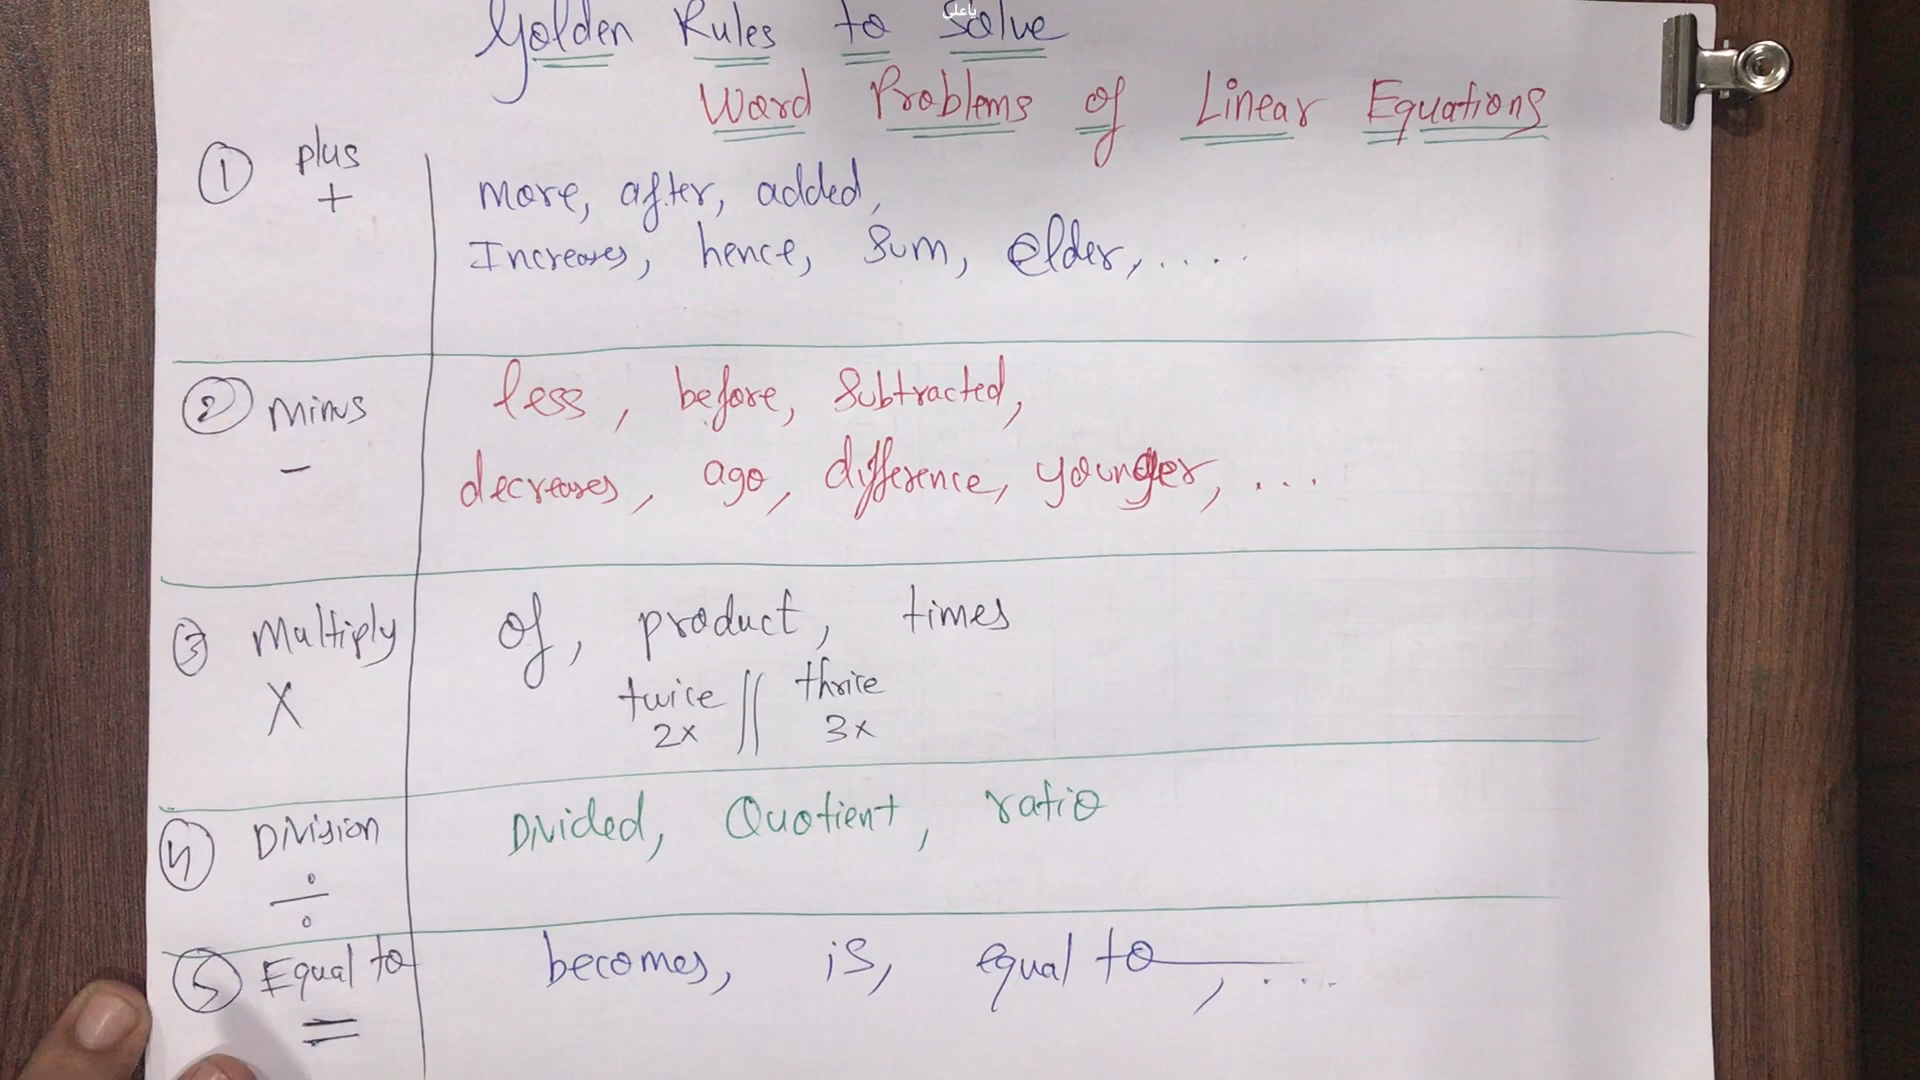 Golden Rules to Solve
ياعلي
Word Problems of Linear Equations
① plus
+
more, after, added,
Increases, hence, Sum, elder, .....
② minus
−
less, before, Subtracted,
decreases, ago, difference, younger, ...
③ Multiply
X
of, product, times
twice || thrice
2x 3x
④ Division
÷
Divided, Quotient, ratio
⑤ Equal to
=
becomes, is, equal to, ....